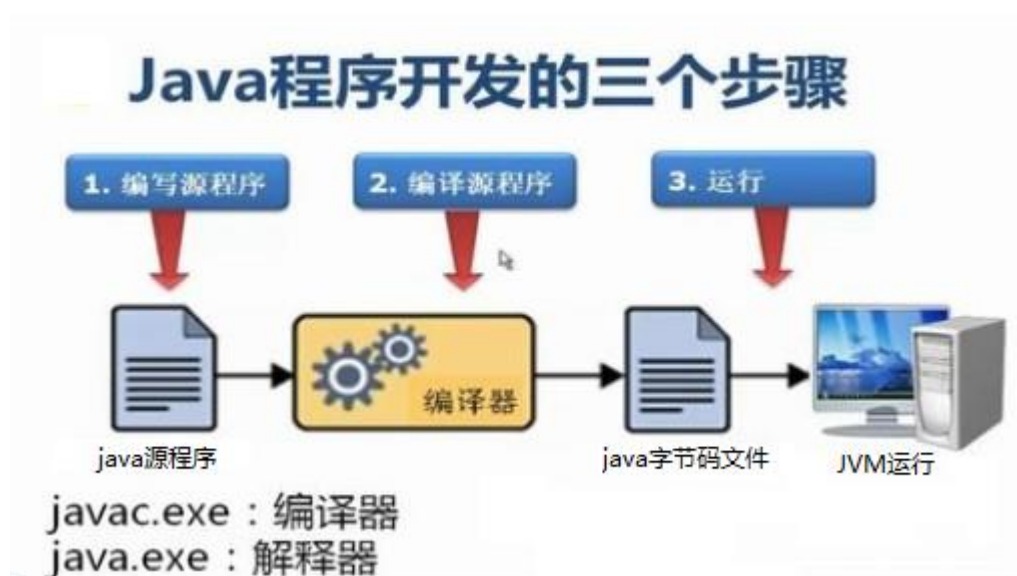 Java程序开发的三个步骤
1. 编写源程序
2. 编译源程序
3. 运行
编译器
java源程序
java字节码文件
JVM运行
javac.exe：编译器
java.exe：解释器